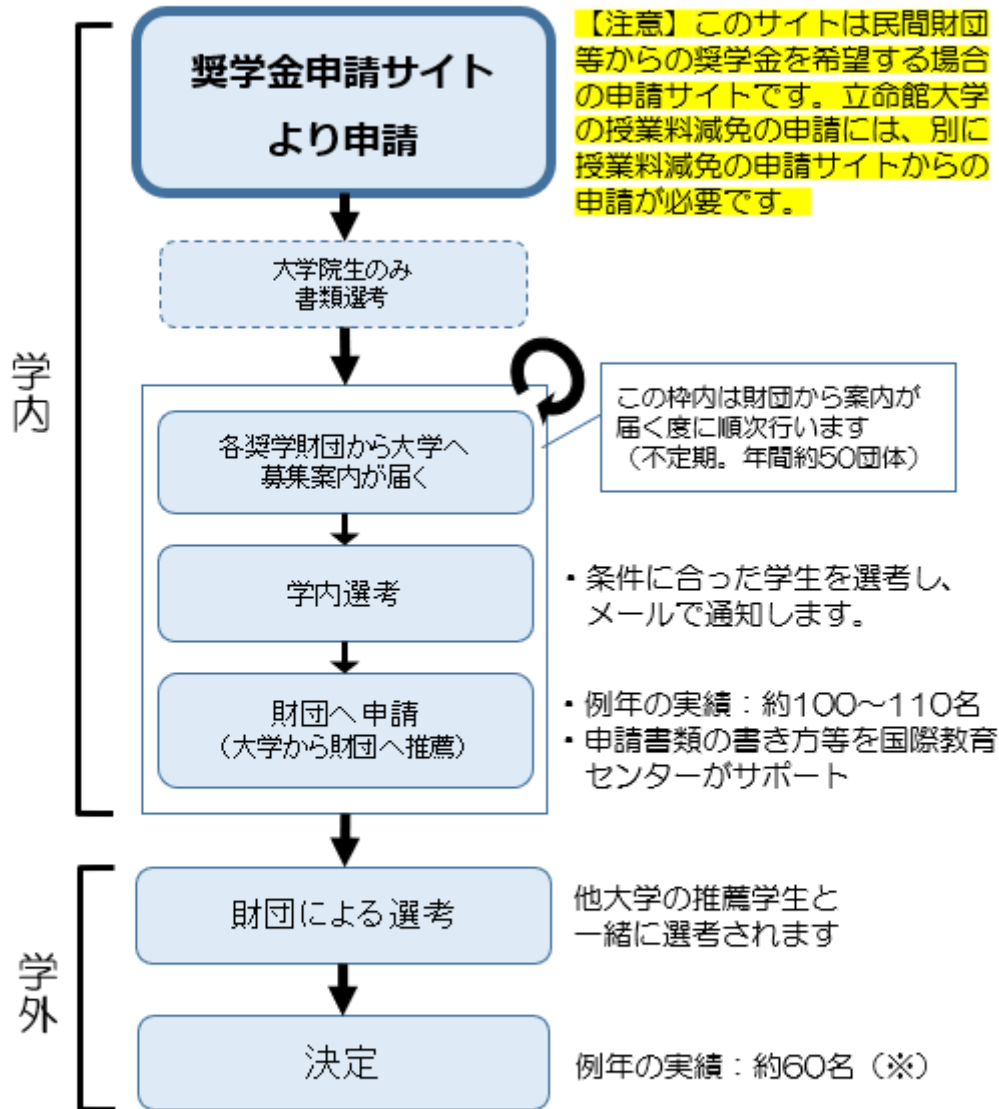 奨学金申請サイト
より申請
【注意】このサイトは民間財団
等からの奨学金を希望する場合
の申請サイトです。立命館大学
の授業料減免の申請には、別に
授業料減免の申請サイトからの
申請が必要です。
大学院生のみ
書類選考
学内
この枠内は財団から案内が
届く度に順次行います
（不定期。年間約50団体）
各奨学財団から大学へ
募集案内が届く
学内選考
・条件に合った学生を選考し、
メールで通知します。
財団へ申請
（大学から財団へ推薦）
・例年の実績：約100～110名
・申請書類の書き方等を国際教育
センターがサポート
学外
財団による選考
他大学の推薦学生と
一緒に選考されます
決定
例年の実績：約60名（※）